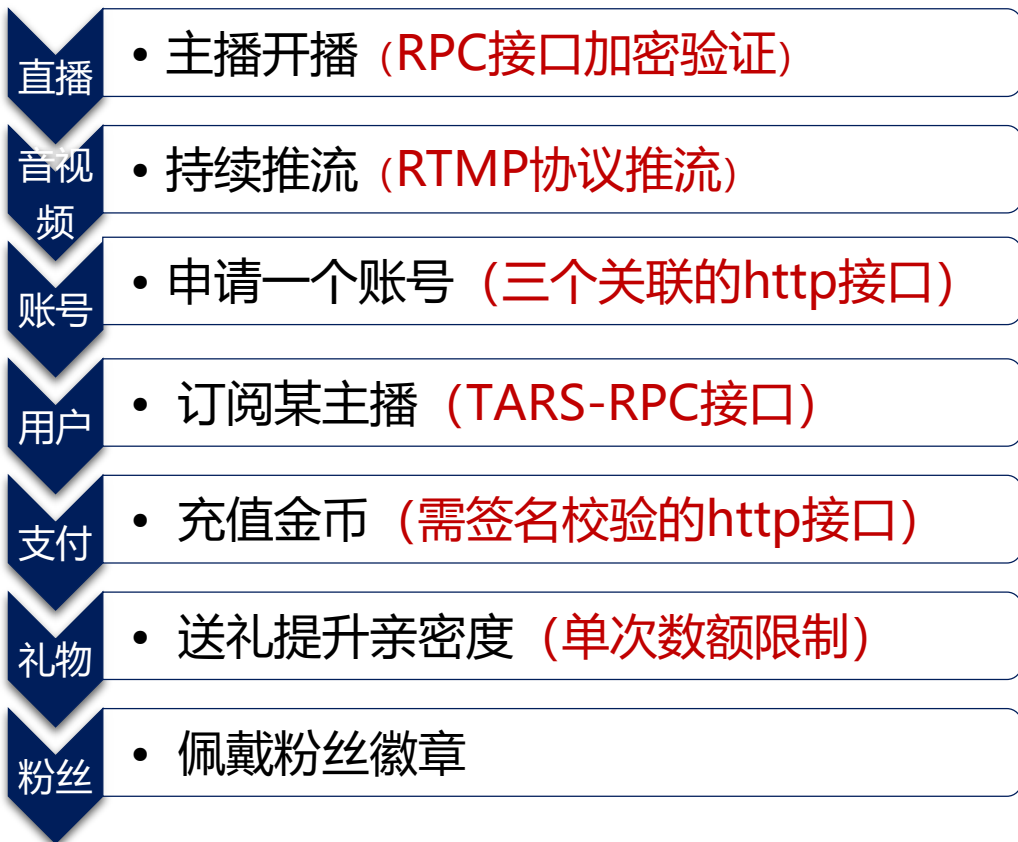 直播
• 主播开播（RPC接口加密验证）
音视
频
• 持续推流（RTMP协议推流）
账号
• 申请一个账号（三个关联的http接口）
用户
• 订阅某主播（TARS-RPC接口）
支付
• 充值金币（需签名校验的http接口）
礼物
• 送礼提升亲密度（单次数额限制）
粉丝
• 佩戴粉丝徽章